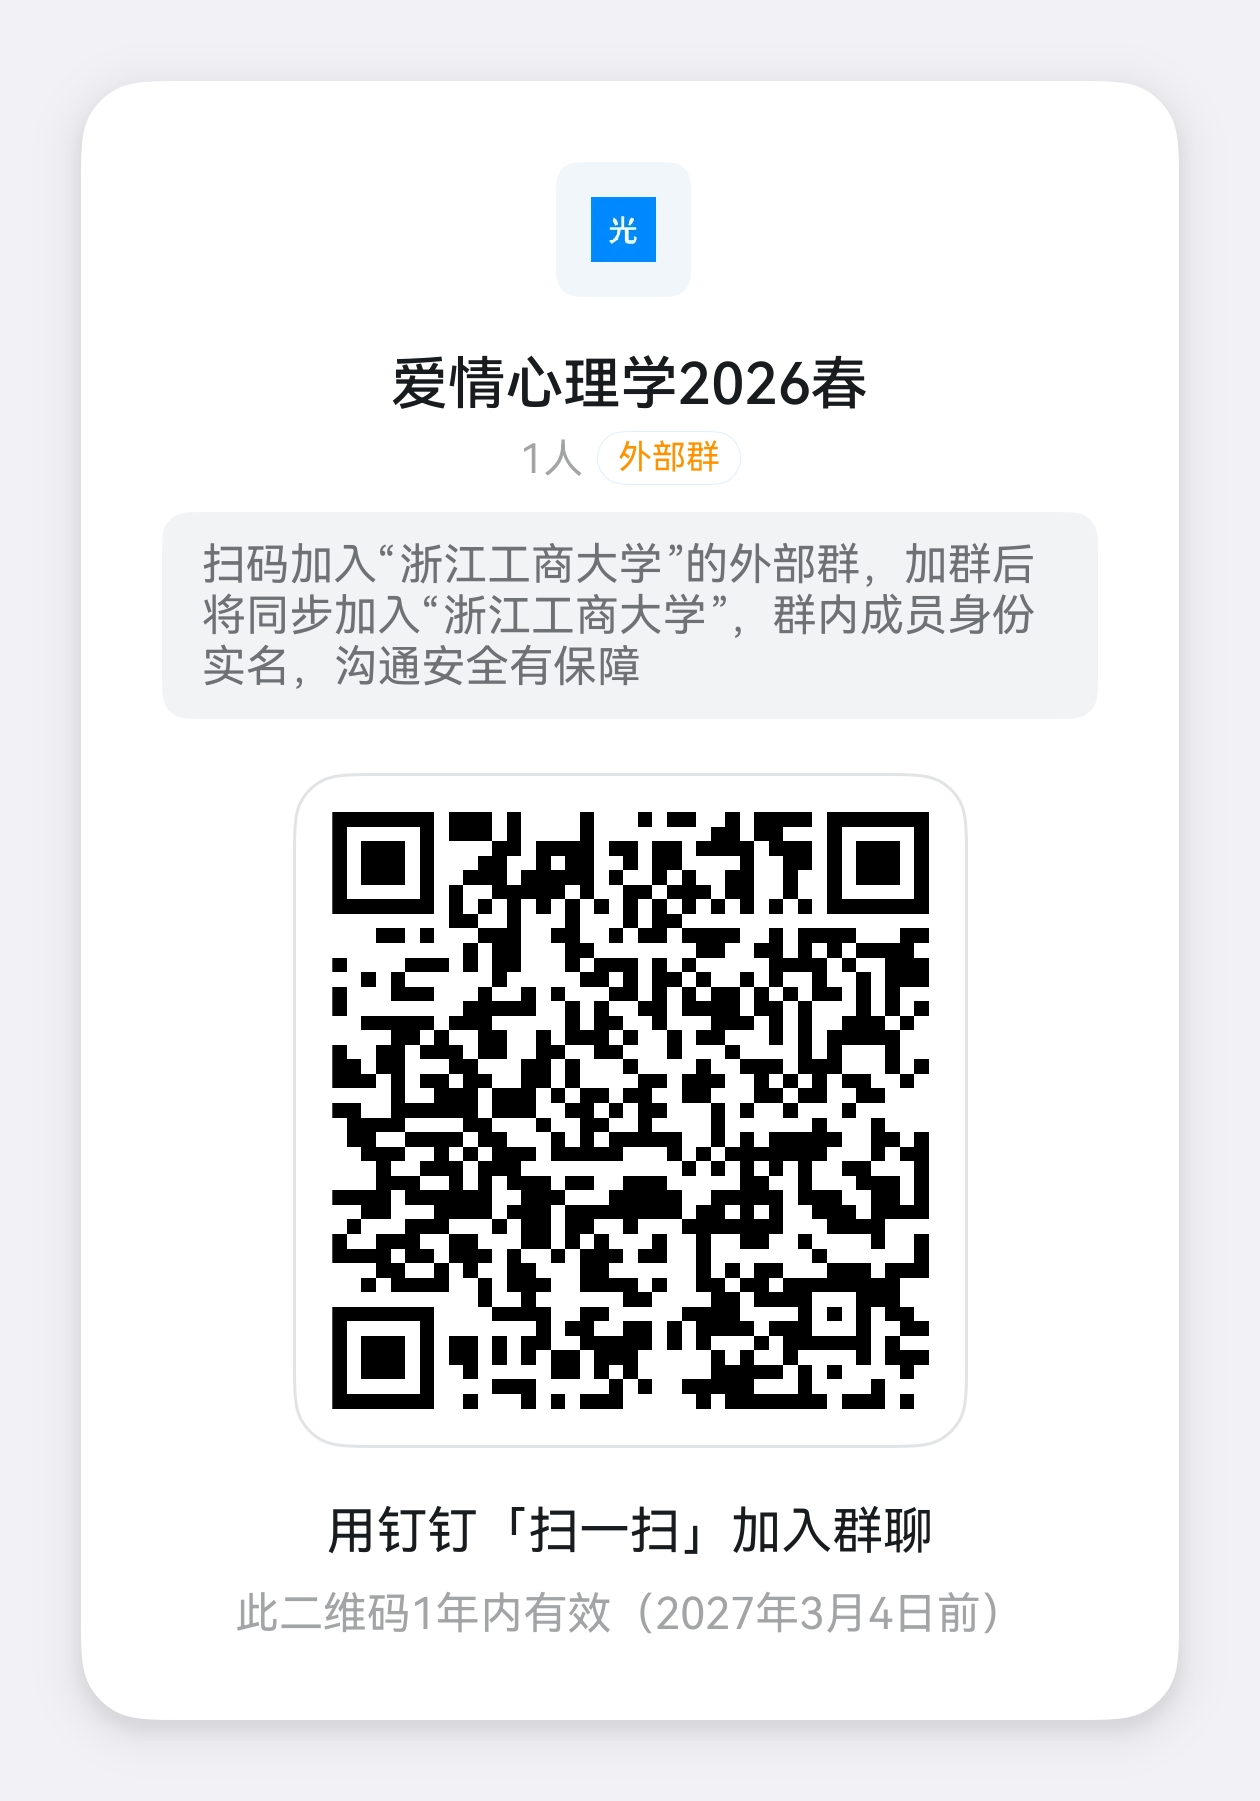 光
爱情心理学2026春
1人 外部群
扫码加入“浙江工商大学”的外部群，加群后
将同步加入“浙江工商大学”，群内成员身份
实名，沟通安全有保障
用钉钉「扫一扫」加入群聊
此二维码1年内有效（2027年3月4日前）